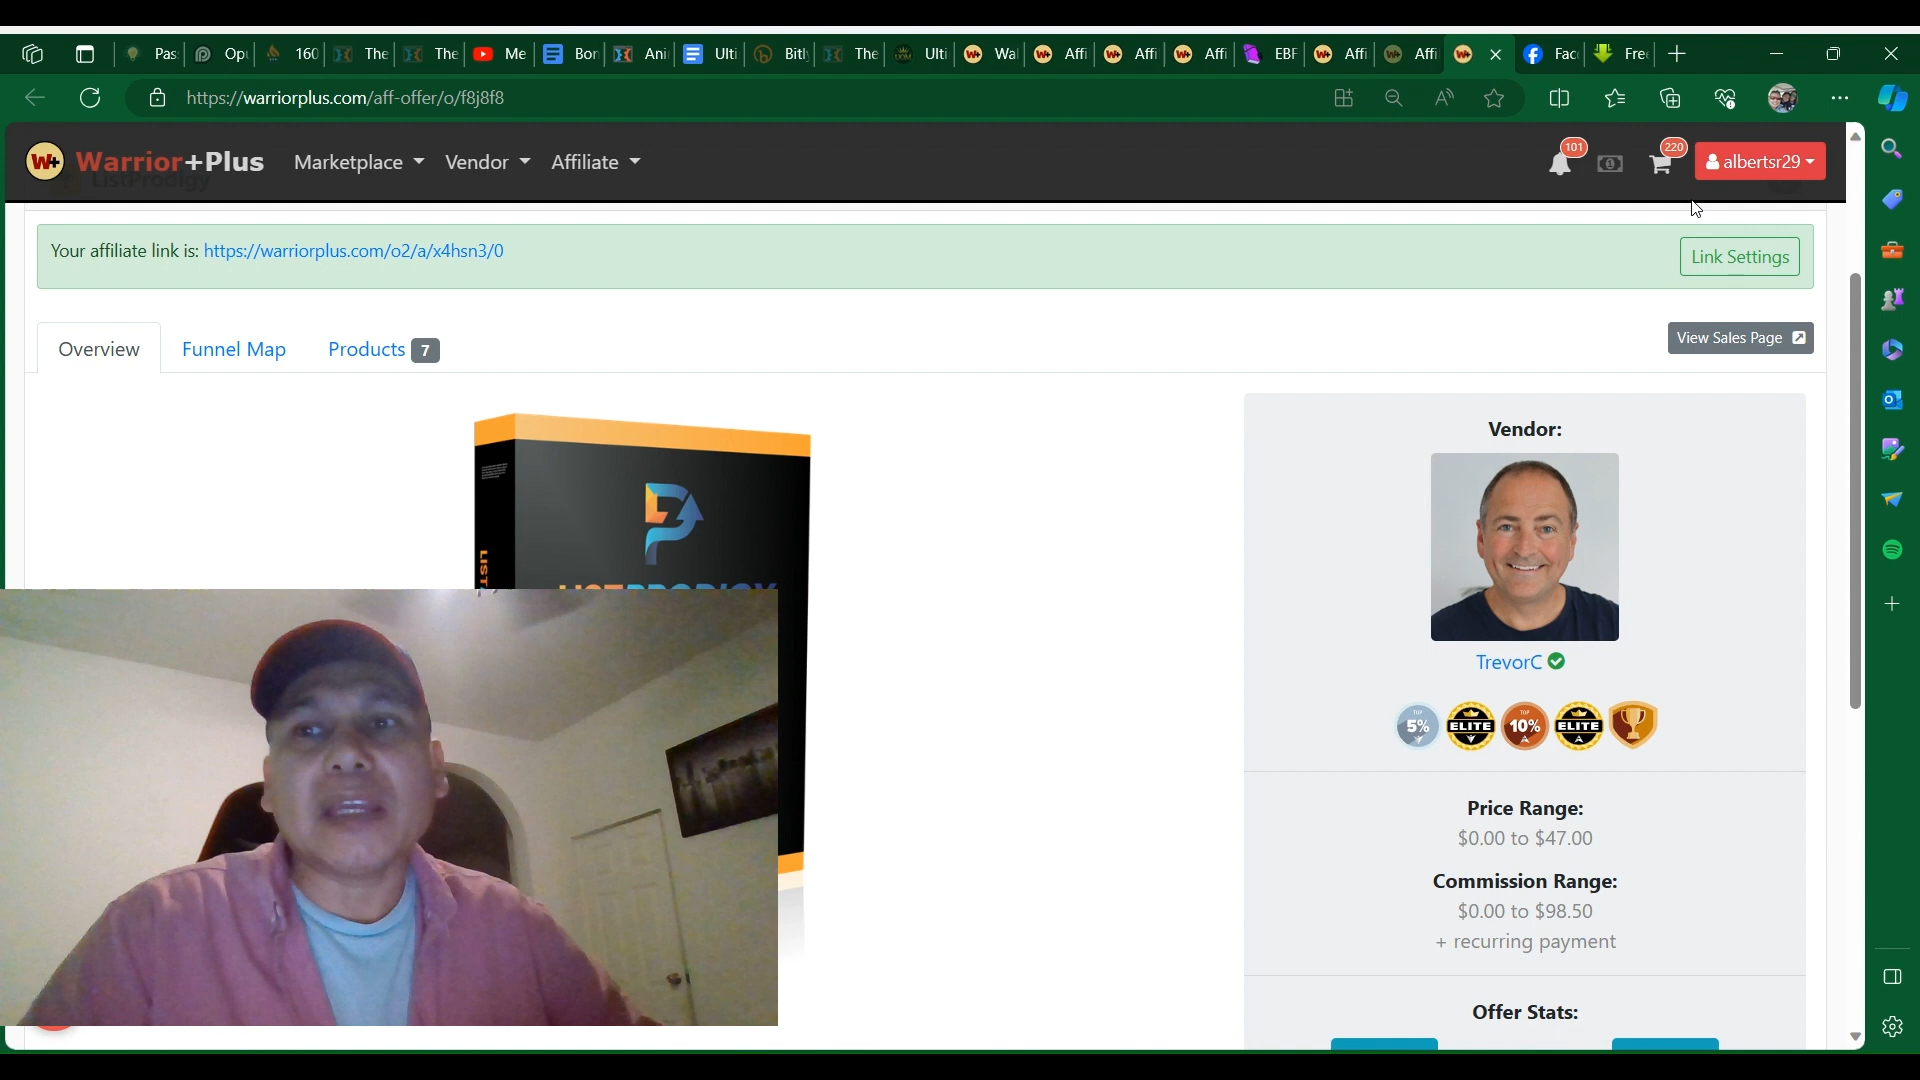 Pas
Op
160
The
The
Me
Bon
Ani
Ulti
Bitl
The
Ulti
Wa
Affi
Affi
Affi
EBF
Affi
Affi
Fac
Fre
https://warriorplus.com/aff-offer/o/f8j8f8
Warrior+Plus
Marketplace
Vendor
Affiliate
101
220
albertsr29
ListProdigy
Your affiliate link is: https://warriorplus.com/o2/a/x4hsn3/0
Link Settings
Overview
Funnel Map
Products 7
View Sales Page
Vendor:
TrevorC
TOP 5%
ELITE
TOP 10%
ELITE
Price Range:
$0.00 to $47.00
Commission Range:
$0.00 to $98.50
+ recurring payment
Offer Stats: